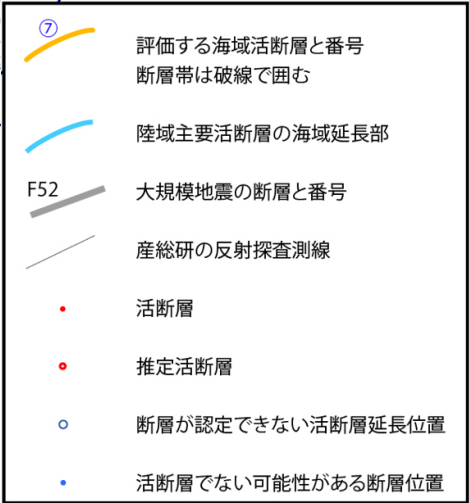 ⑦
評価する海域活断層と番号
断層帯は破線で囲む
陸域主要活断層の海域延長部
F52
大規模地震の断層と番号
産総研の反射探査測線
活断層
推定活断層
断層が認定できない活断層延長位置
活断層でない可能性がある断層位置